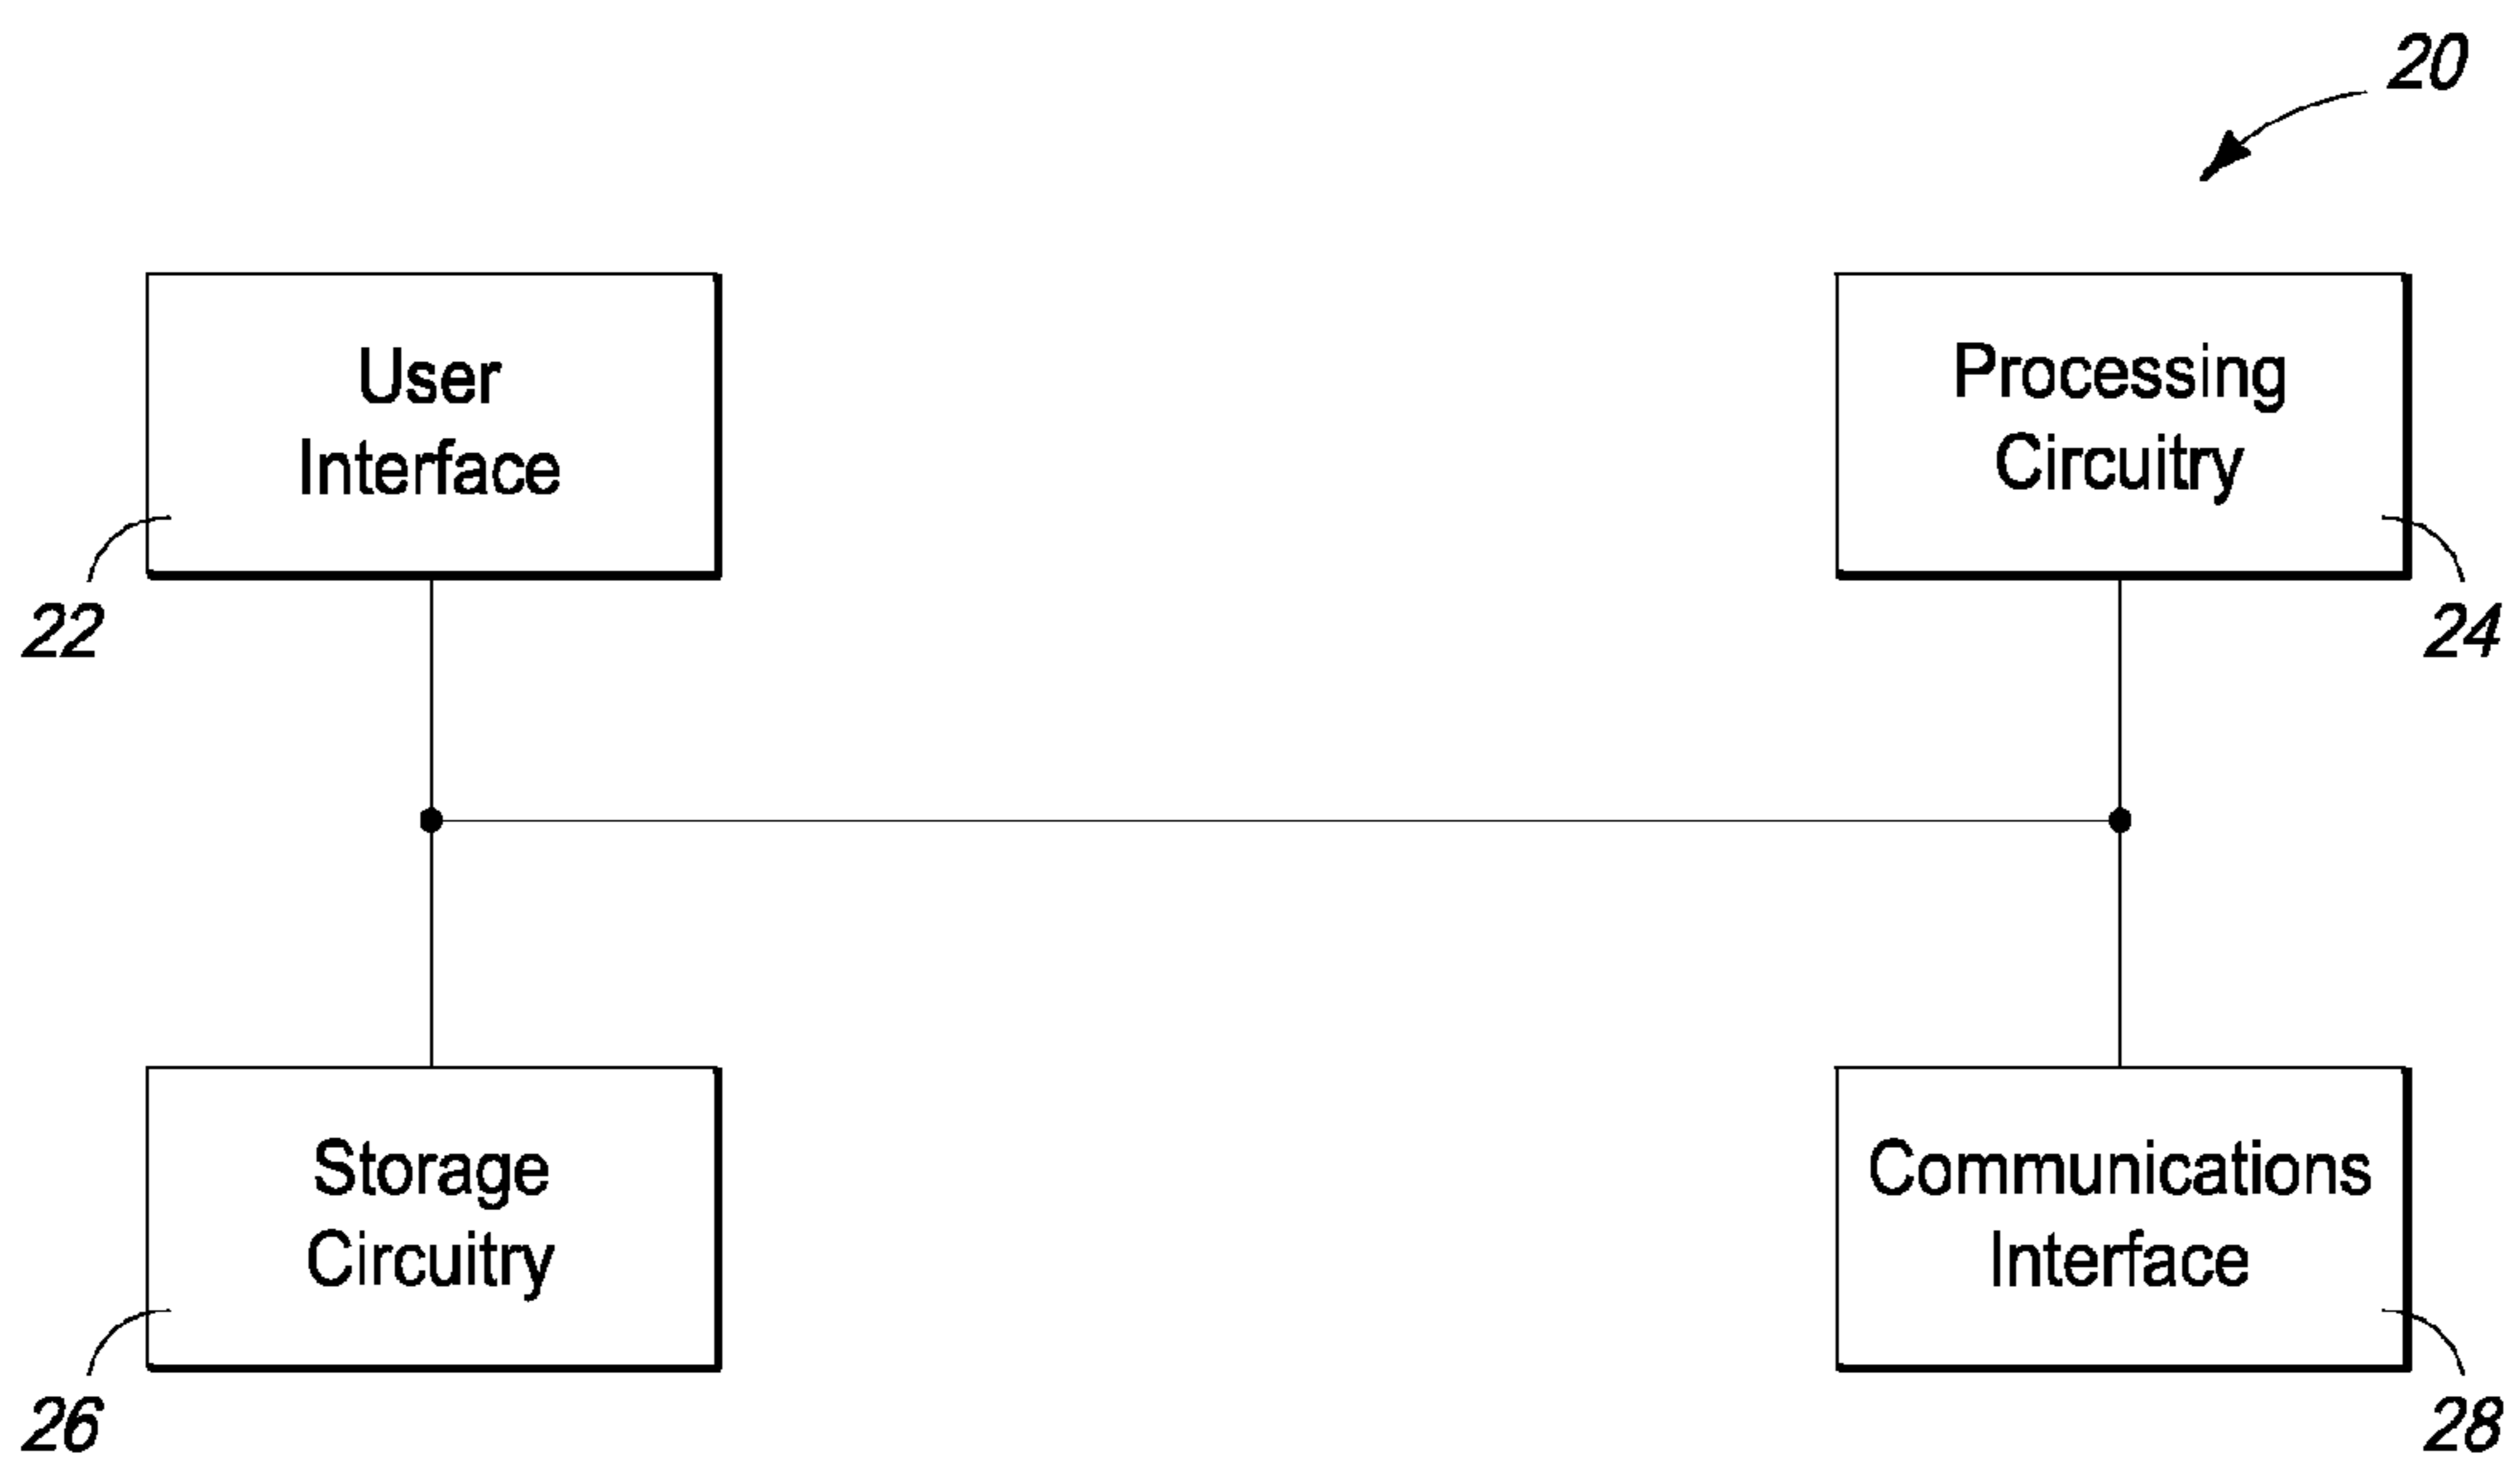 20
User
Interface
22
Processing
Circuitry
24
Storage
Circuitry
26
Communications
Interface
28